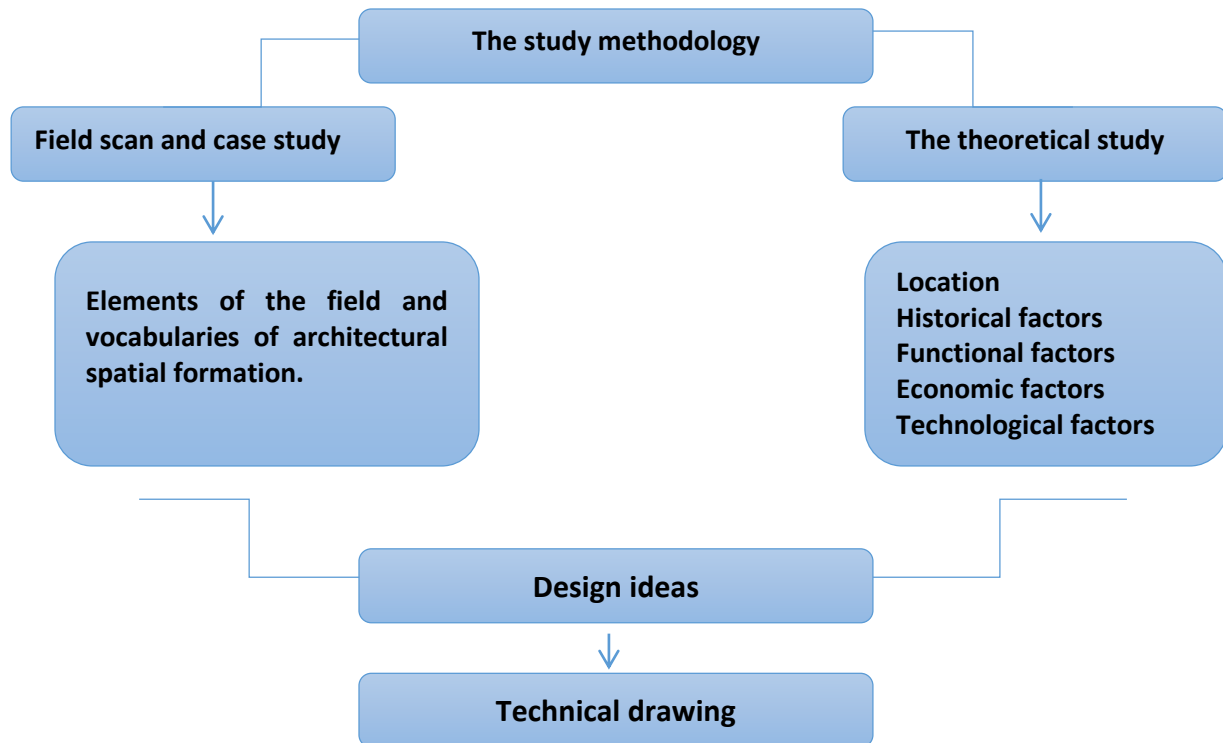 The study methodology
Field scan and case study
The theoretical study
Elements of the field and
vocabularies of architectural
spatial formation.
Location
Historical factors
Functional factors
Economic factors
Technological factors
Design ideas
Technical drawing